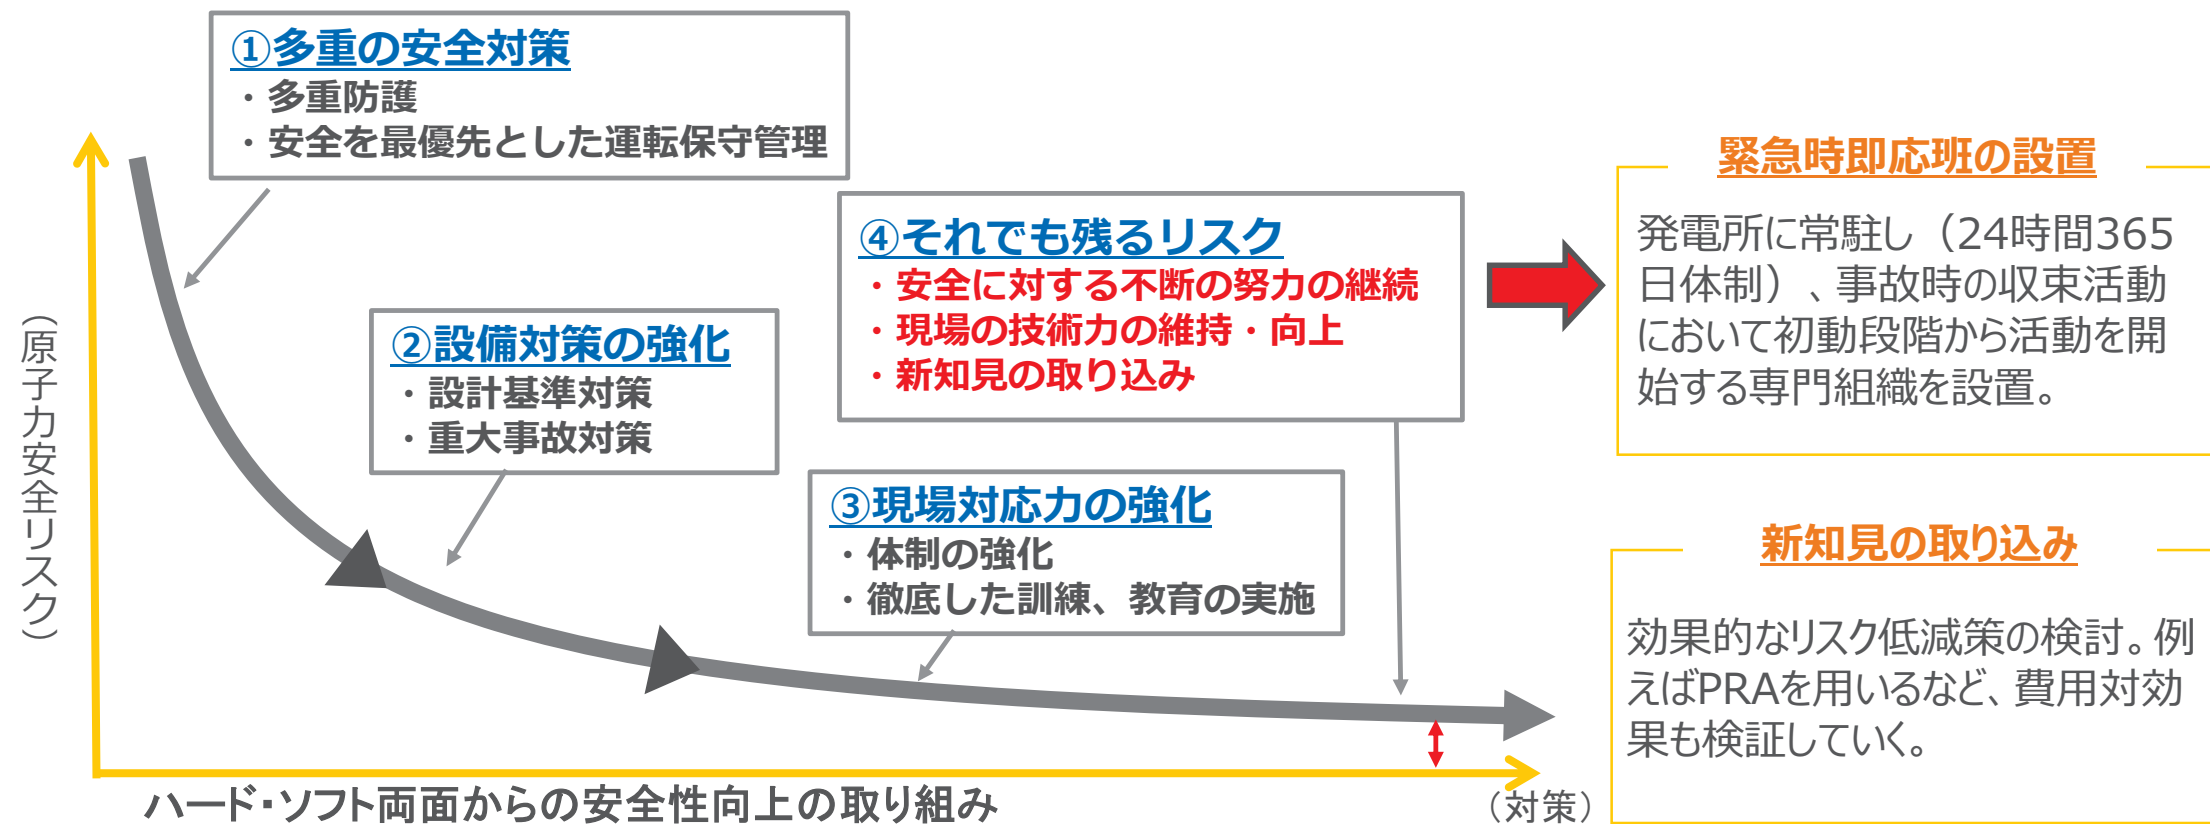 ①多重の安全対策
・多重防護
・安全を最優先とした運転保守管理
(原子力安全リスク)
②設備対策の強化
・設計基準対策
・重大事故対策
④それでも残るリスク
・安全に対する不断の努力の継続
・現場の技術力の維持・向上
・新知見の取り込み
③現場対応力の強化
・体制の強化
・徹底した訓練、教育の実施
ハード・ソフト両面からの安全性向上の取り組み
(対策)
緊急時即応班の設置
発電所に常駐し（24時間365
日体制）、事故時の収束活動
において初動段階から活動を開
始する専門組織を設置。
新知見の取り込み
効果的なリスク低減策の検討。例
えばPRAを用いるなど、費用対効
果も検証していく。